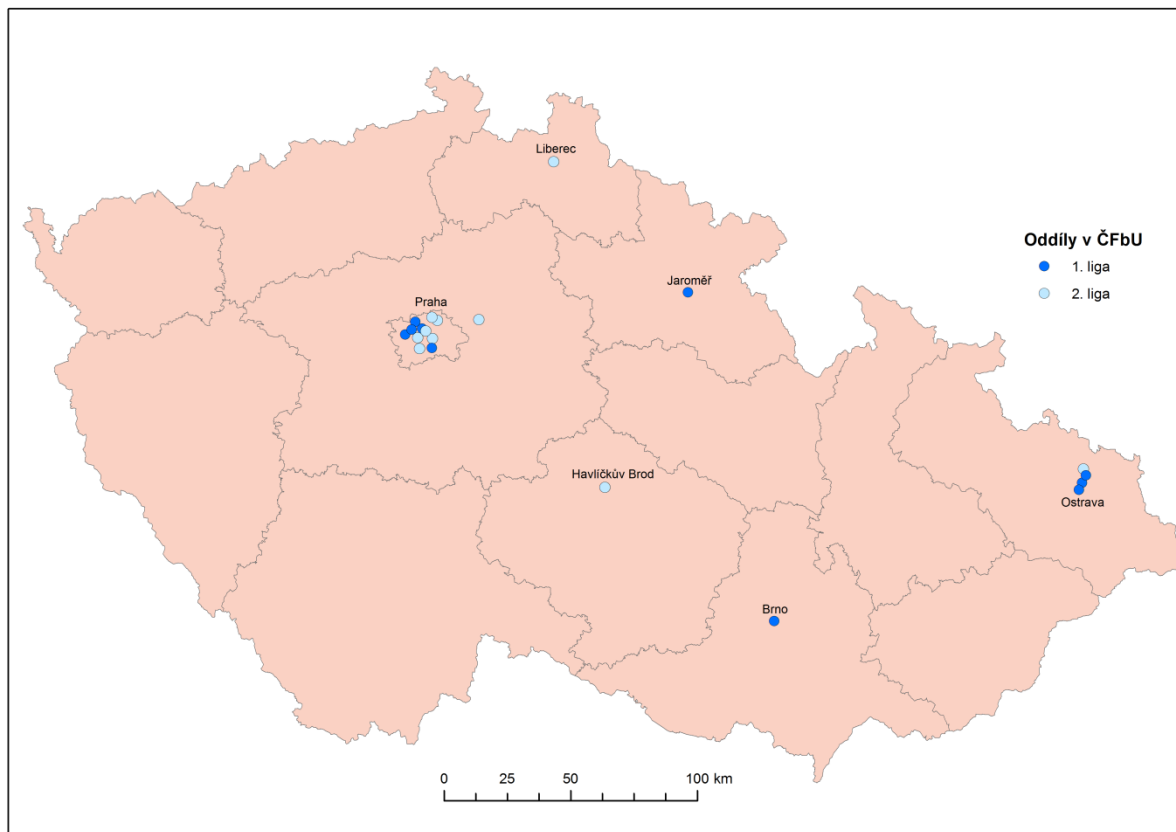 Liberec
Oddíly v ČFbU
1. liga
2. liga
Jaroměř
Praha
Havlíčkův Brod
Ostrava
Brno
0 25 50 100 km